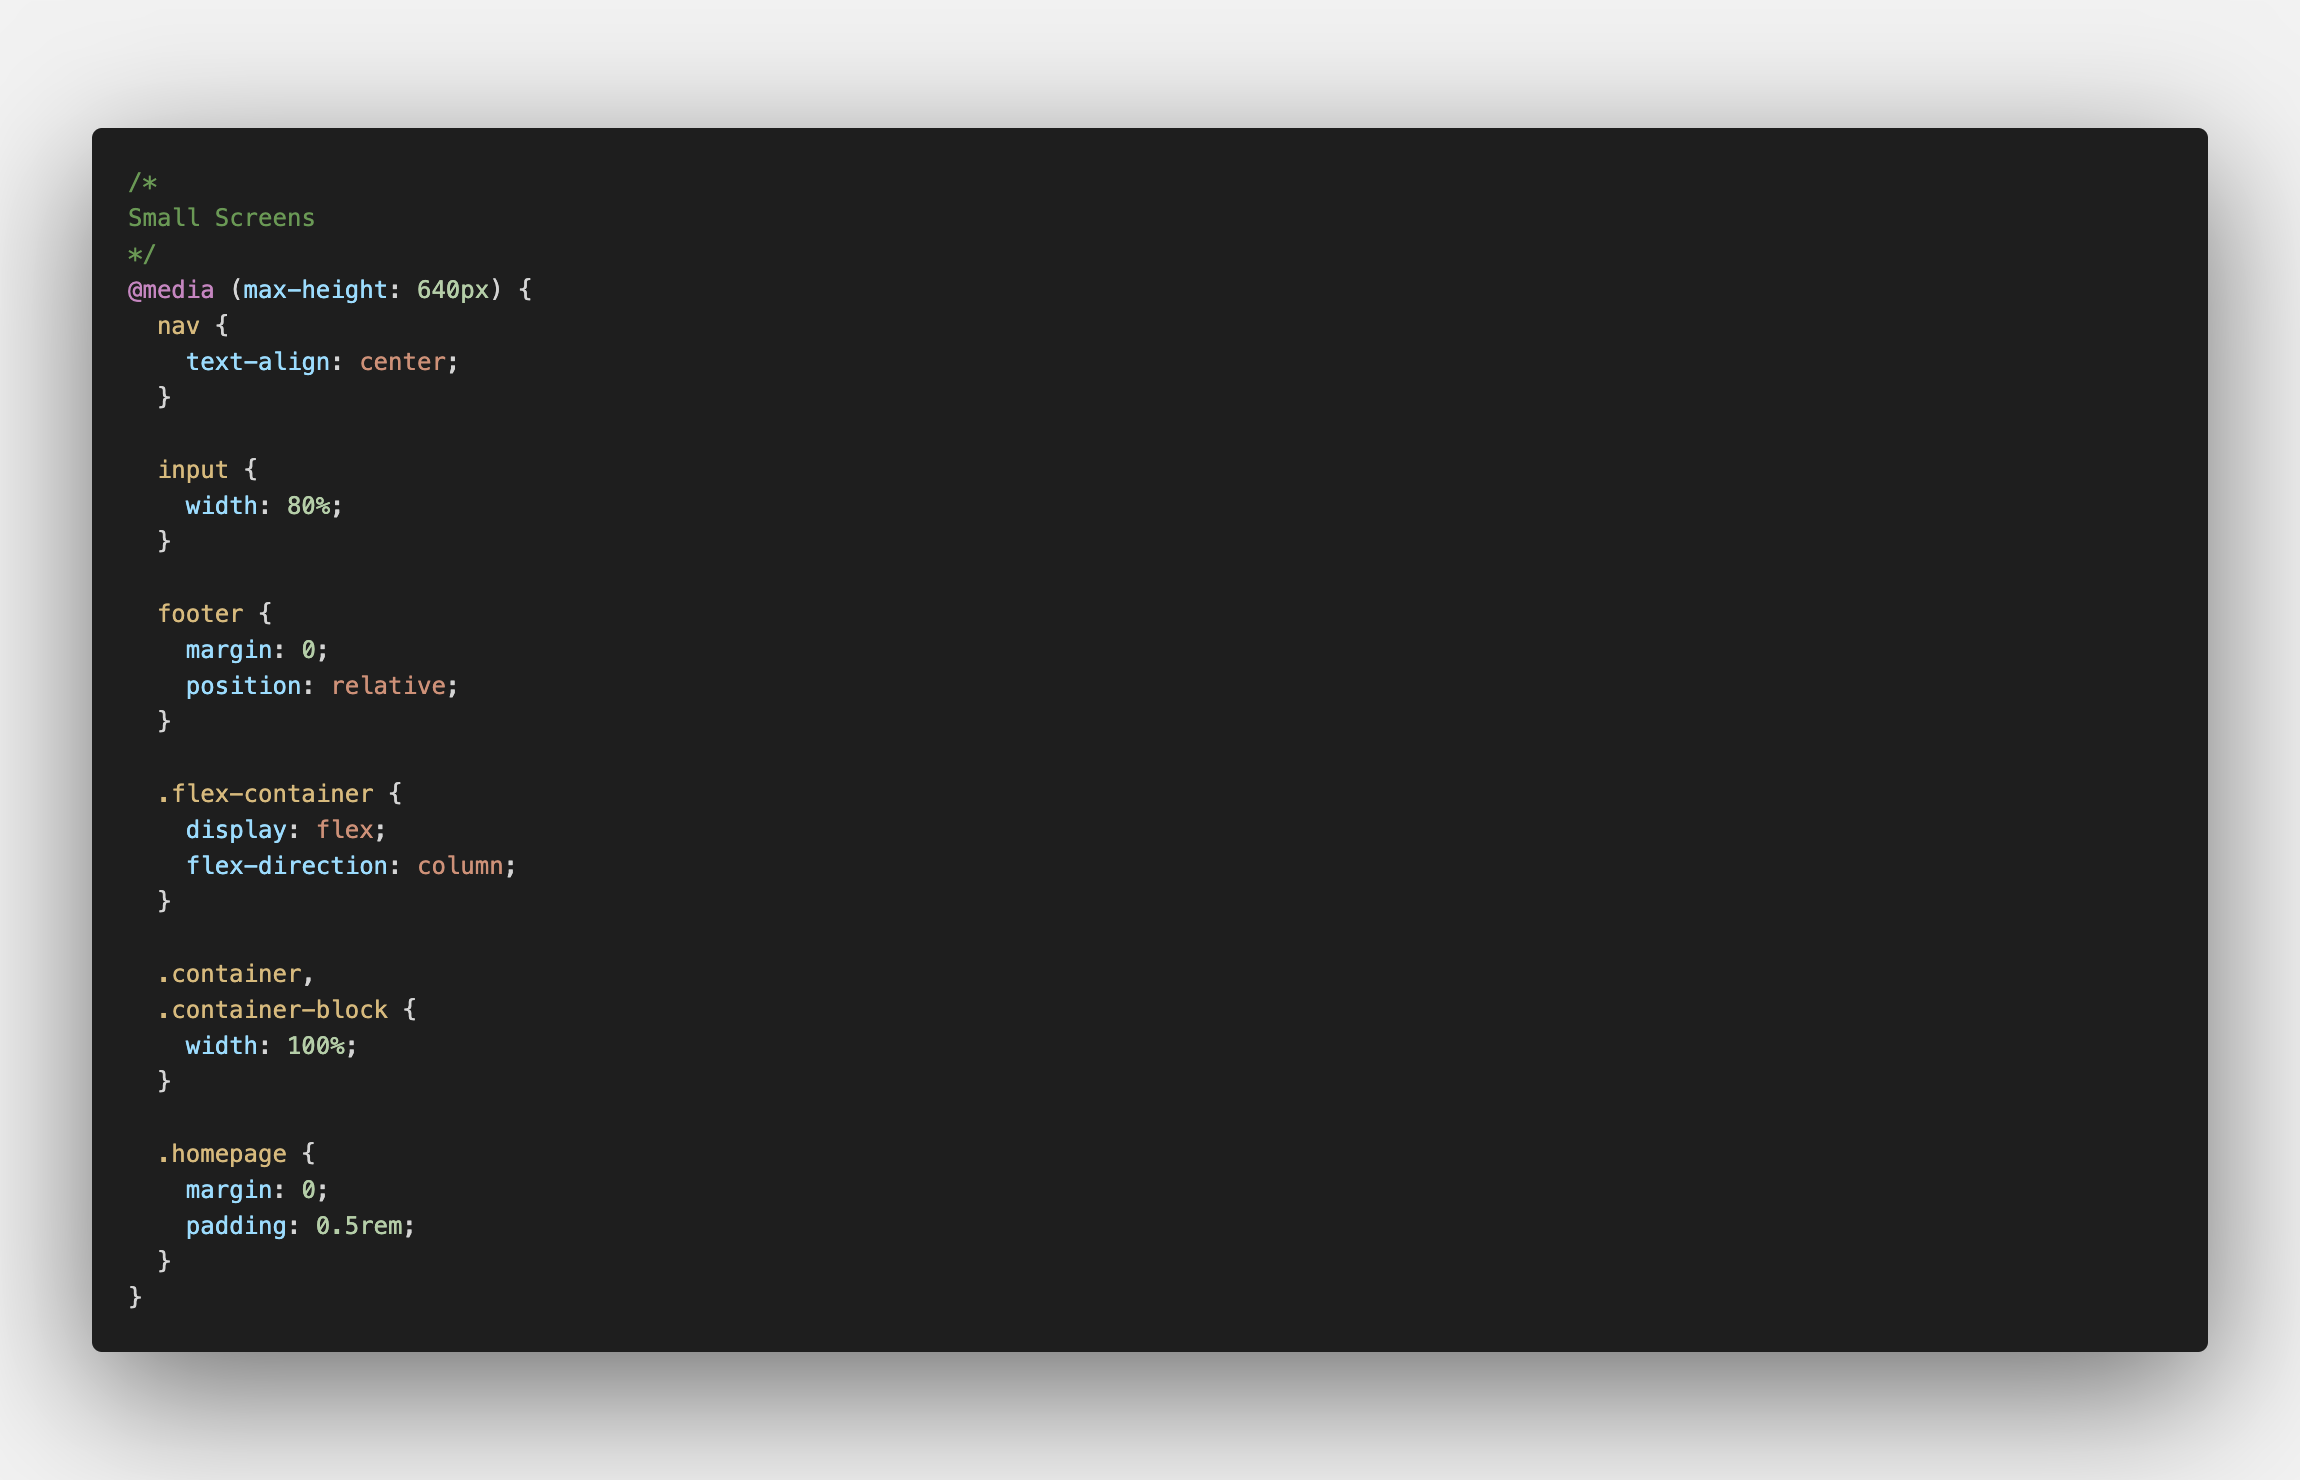 /*
Small Screens
*/
@media (max-height: 640px) {
  nav {
    text-align: center;
  }

  input {
    width: 80%;
  }

  footer {
    margin: 0;
    position: relative;
  }

  .flex-container {
    display: flex;
    flex-direction: column;
  }

  .container,
  .container-block {
    width: 100%;
  }

  .homepage {
    margin: 0;
    padding: 0.5rem;
  }
}